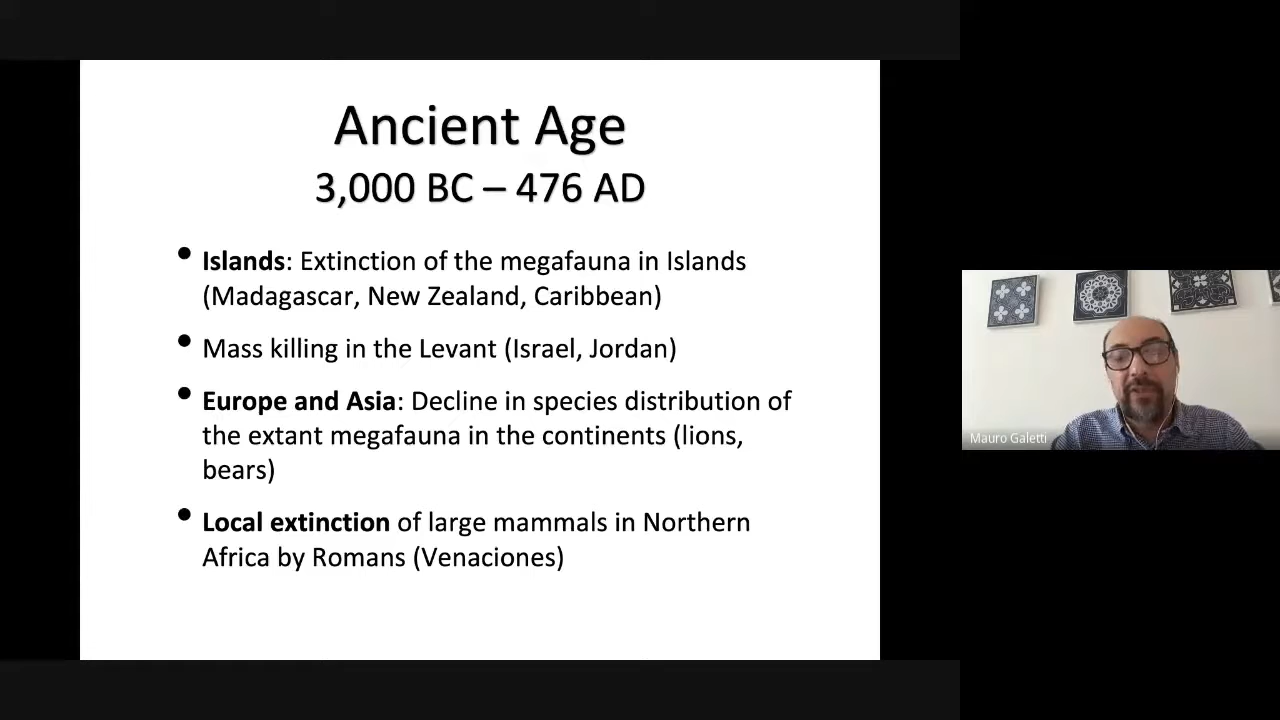 Ancient Age
3,000 BC – 476 AD
• Islands: Extinction of the megafauna in Islands
(Madagascar, New Zealand, Caribbean)
• Mass killing in the Levant (Israel, Jordan)
• Europe and Asia: Decline in species distribution of
the extant megafauna in the continents (lions,
bears)
• Local extinction of large mammals in Northern
Africa by Romans (Venaciones)
Mauro Galetti